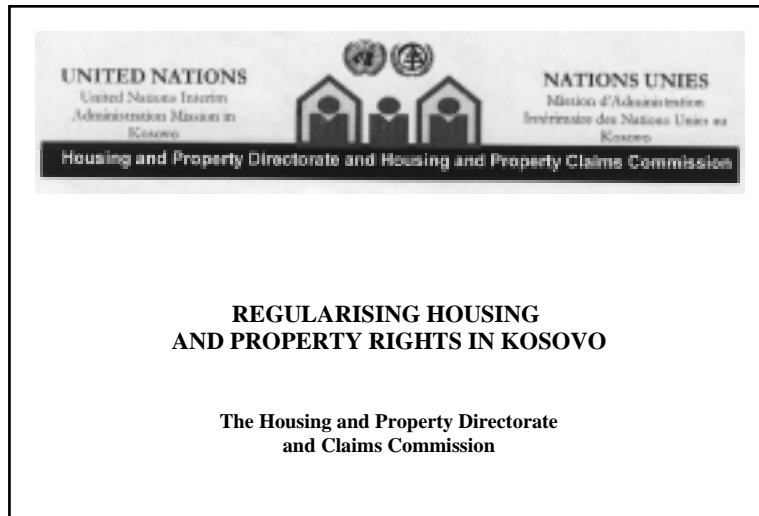 UNITED NATIONS
United Nations Interim
Administration Mission in
Kosovo
NATIONS UNIES
Mission d'Administration
Intérimaire des Nations Unies au
Kosovo
Housing and Property Directorate and Housing and Property Claims Commission
REGULARISING HOUSING
AND PROPERTY RIGHTS IN KOSOVO
The Housing and Property Directorate
and Claims Commission